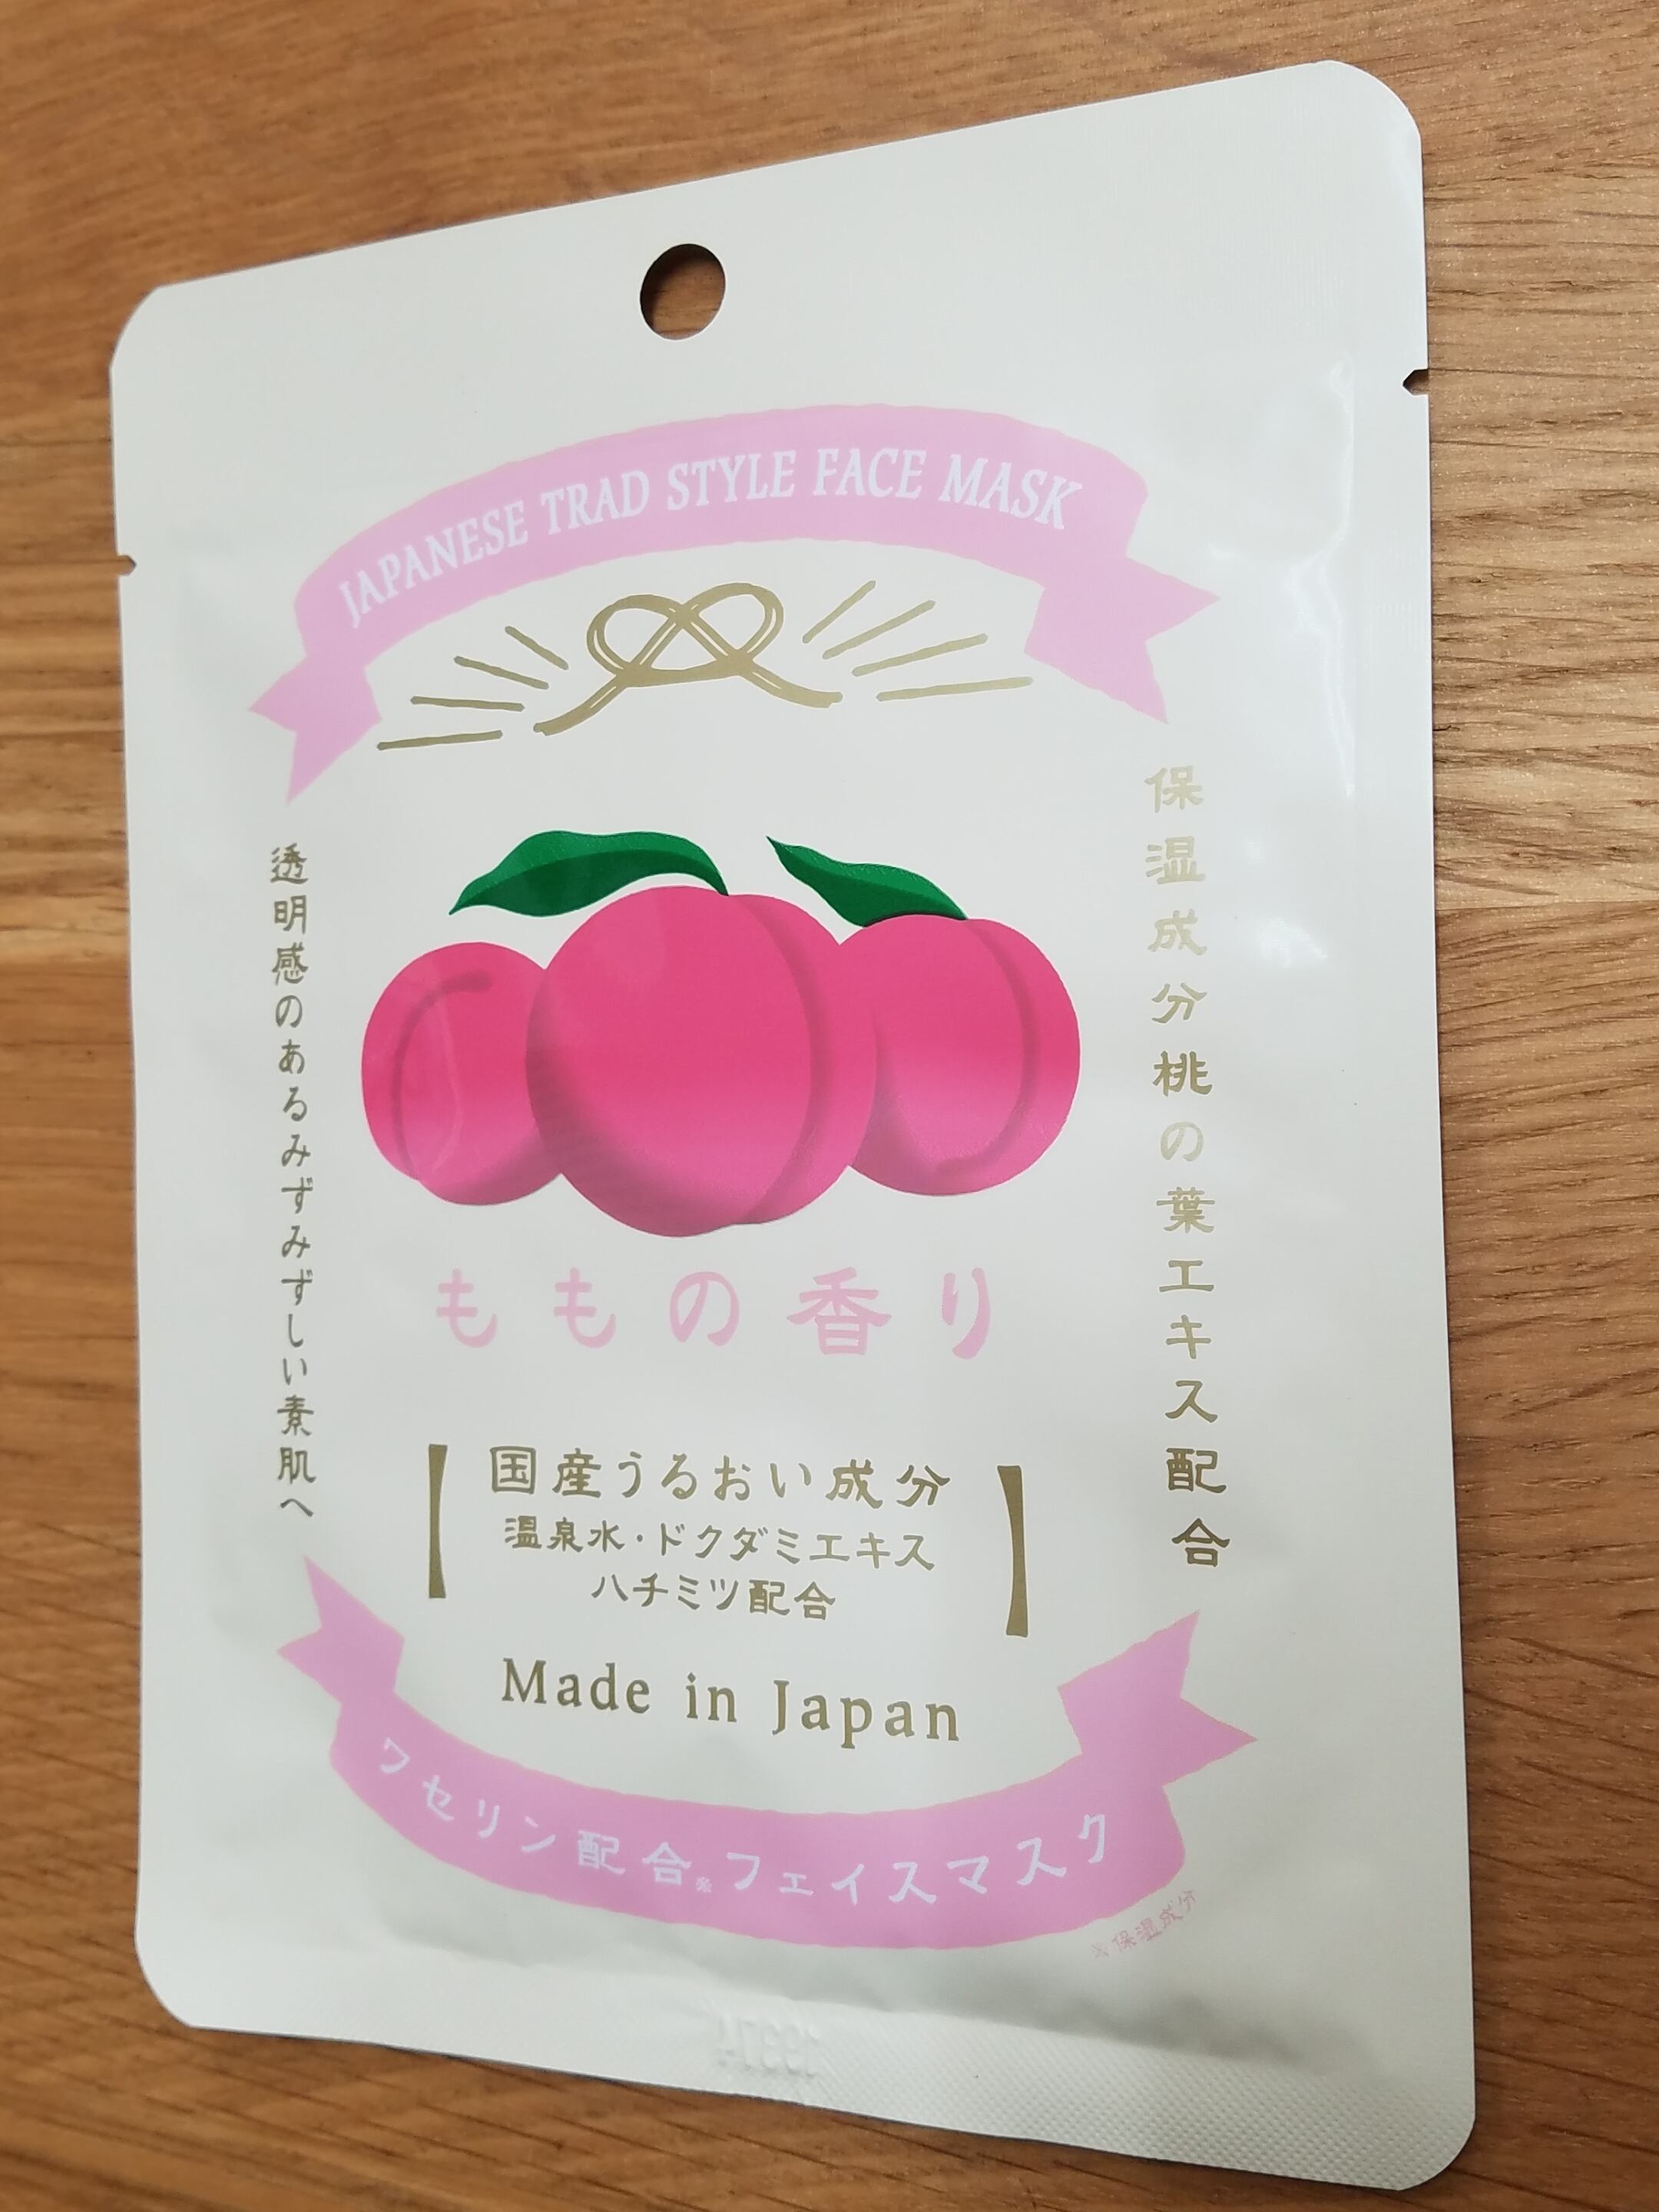 JAPANESE TRAD STYLE FACE MASK
保湿成分桃の葉エキス配合
透明感のあるみずみずしい素肌へ
ももの香り
国産うるおい成分
温泉水・ドクダミエキス
ハチミツ配合
Made in Japan
ワセリン配合※フェイスマスク
※保湿成分